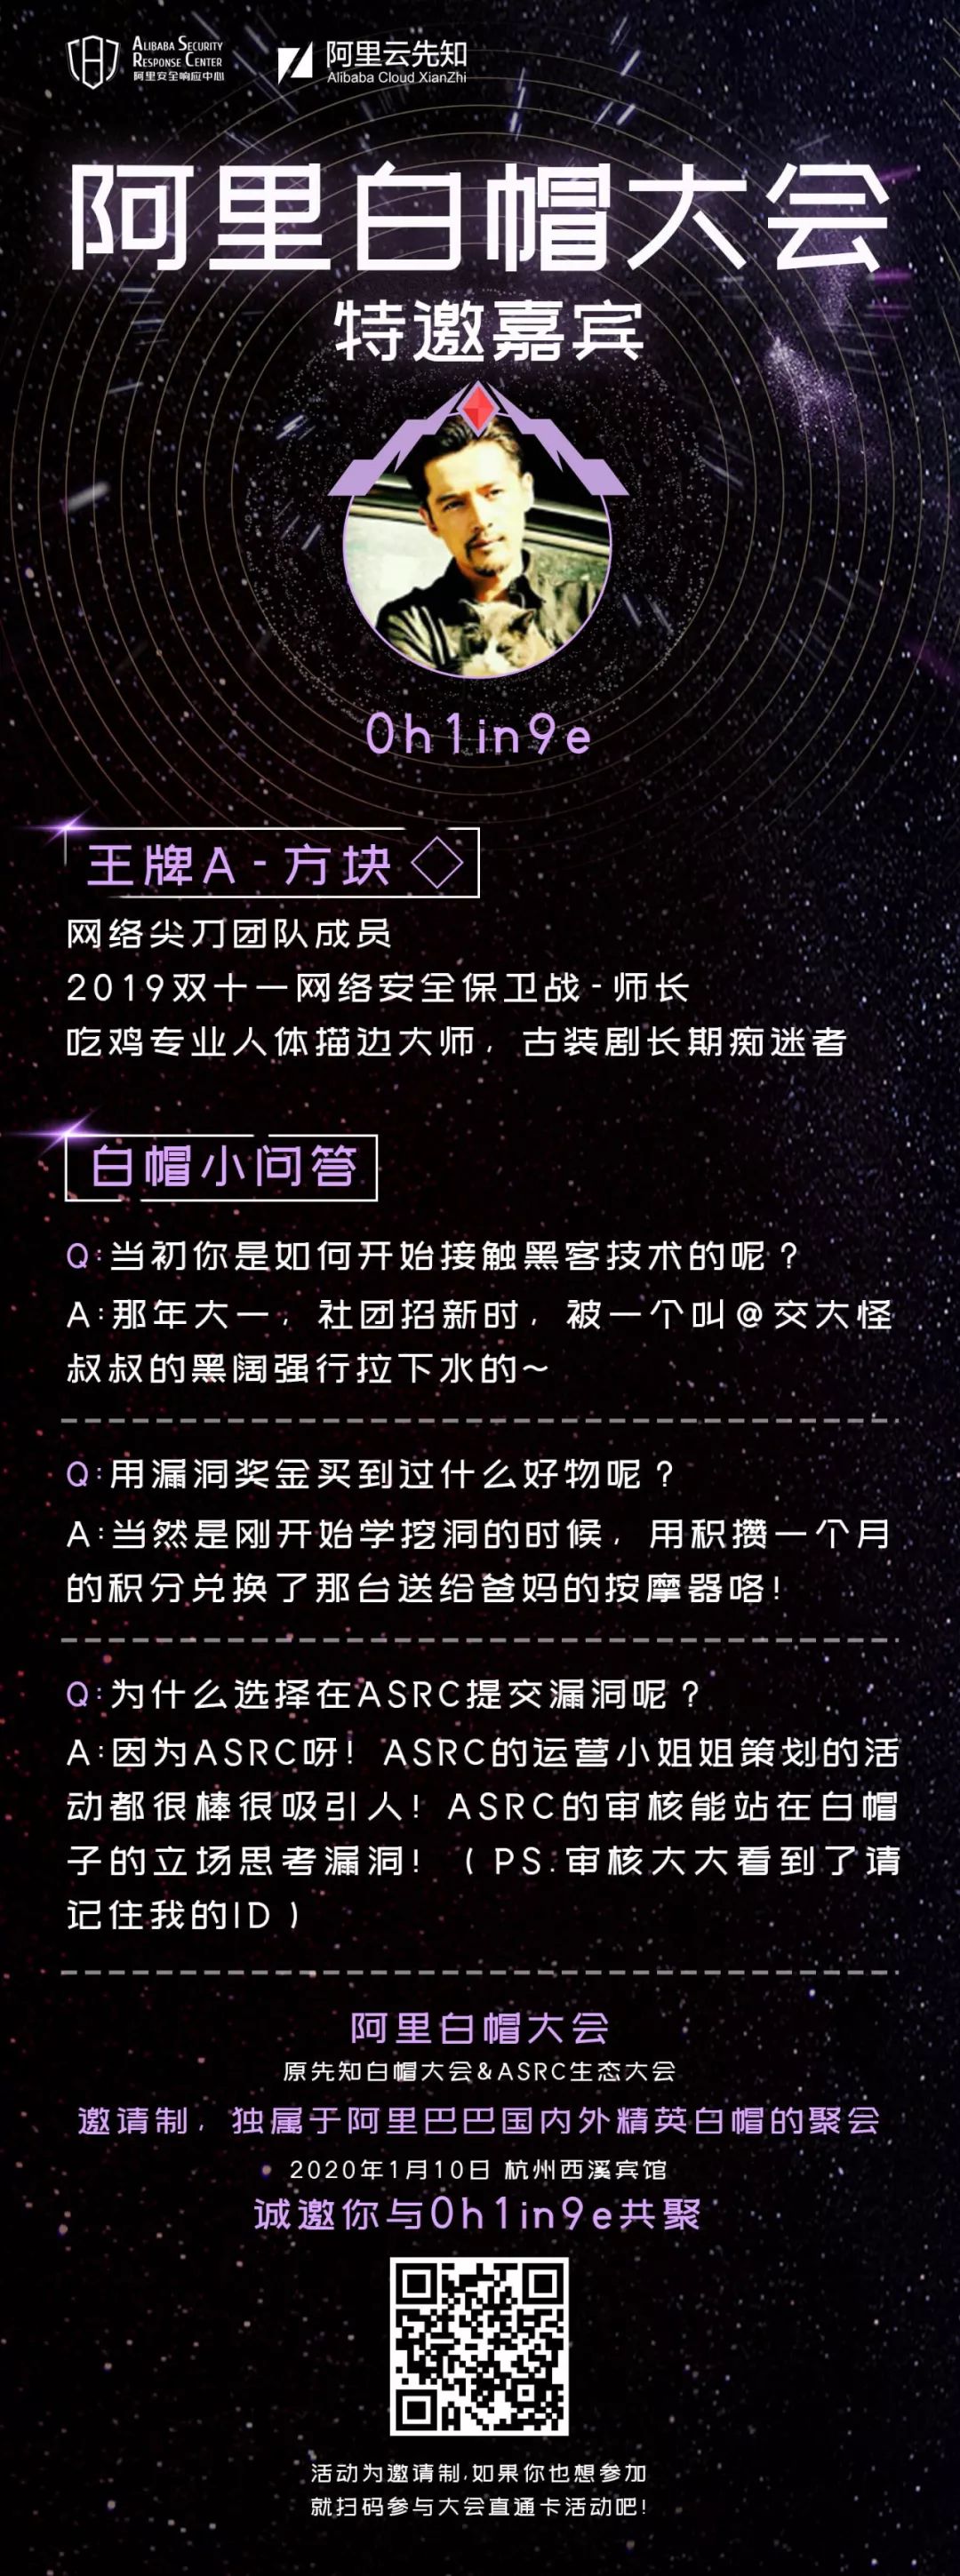 ALIBABA SECURITY
RESPONSE CENTER
阿里安全响应中心
阿里云先知
Alibaba Cloud XianZhi
阿里白帽大会
特邀嘉宾
0h1in9e
王牌A-方块
网络尖刀团队成员
2019双十一网络安全保卫战-师长
吃鸡专业人体描边大师，古装剧长期痴迷者
白帽小问答
Q:当初你是如何开始接触黑客技术的呢？
A:那年大一，社团招新时，被一个叫@交大怪
叔叔的黑阔强行拉下水的~
Q:用漏洞奖金买到过什么好物呢？
A:当然是刚开始学挖洞的时候，用积攒一个月
的积分兑换了那台送给爸妈的按摩器咯!
Q:为什么选择在ASRC提交漏洞呢？
A:因为ASRC呀! ASRC的运营小姐姐策划的活
动都很棒很吸引人! ASRC的审核能站在白帽
子的立场思考漏洞! （PS.审核大大看到了请
记住我的ID）
阿里白帽大会
原先知白帽大会&ASRC生态大会
邀请制，独属于阿里巴巴国内外精英白帽的聚会
2020年1月10日 杭州西溪宾馆
诚邀你与0h1in9e共聚
活动为邀请制,如果你也想参加
就扫码参与大会直通卡活动吧!